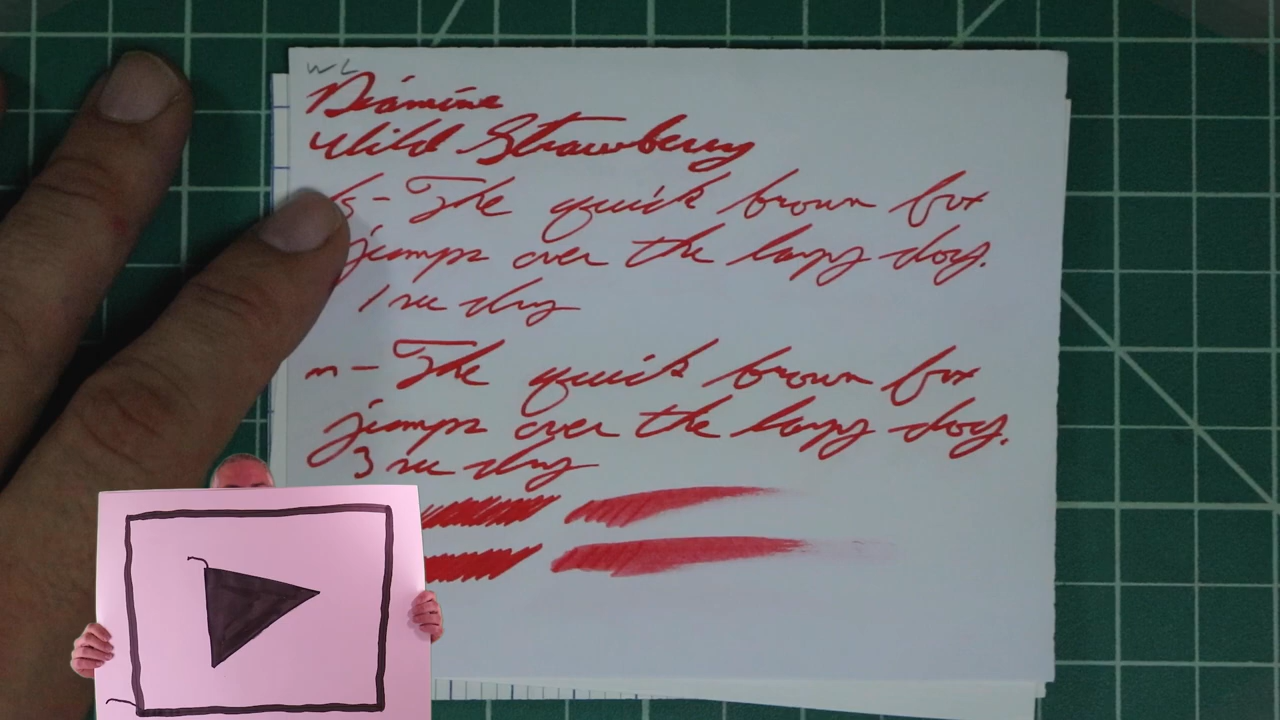 WL
Diamine
Wild Strawberry
f - The quick brown fox
jumps over the lazy dog.
1 sec dry
m - The quick brown fox
jumps over the lazy dog.
3 sec dry